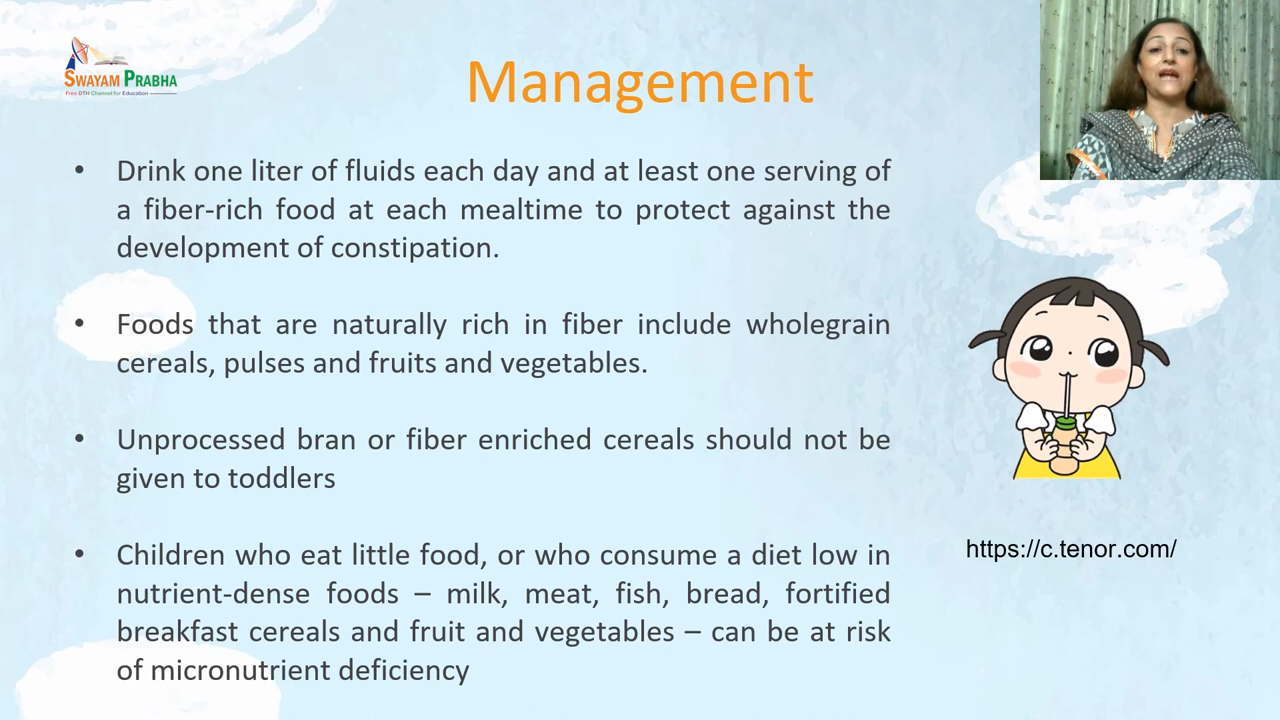 SWAYAM PRABHA
Free DTH Channel for Education
Management
• Drink one liter of fluids each day and at least one serving of
a fiber-rich food at each mealtime to protect against the
development of constipation.
• Foods that are naturally rich in fiber include wholegrain
cereals, pulses and fruits and vegetables.
• Unprocessed bran or fiber enriched cereals should not be
given to toddlers
• Children who eat little food, or who consume a diet low in
nutrient-dense foods – milk, meat, fish, bread, fortified
breakfast cereals and fruit and vegetables – can be at risk
of micronutrient deficiency
https://c.tenor.com/